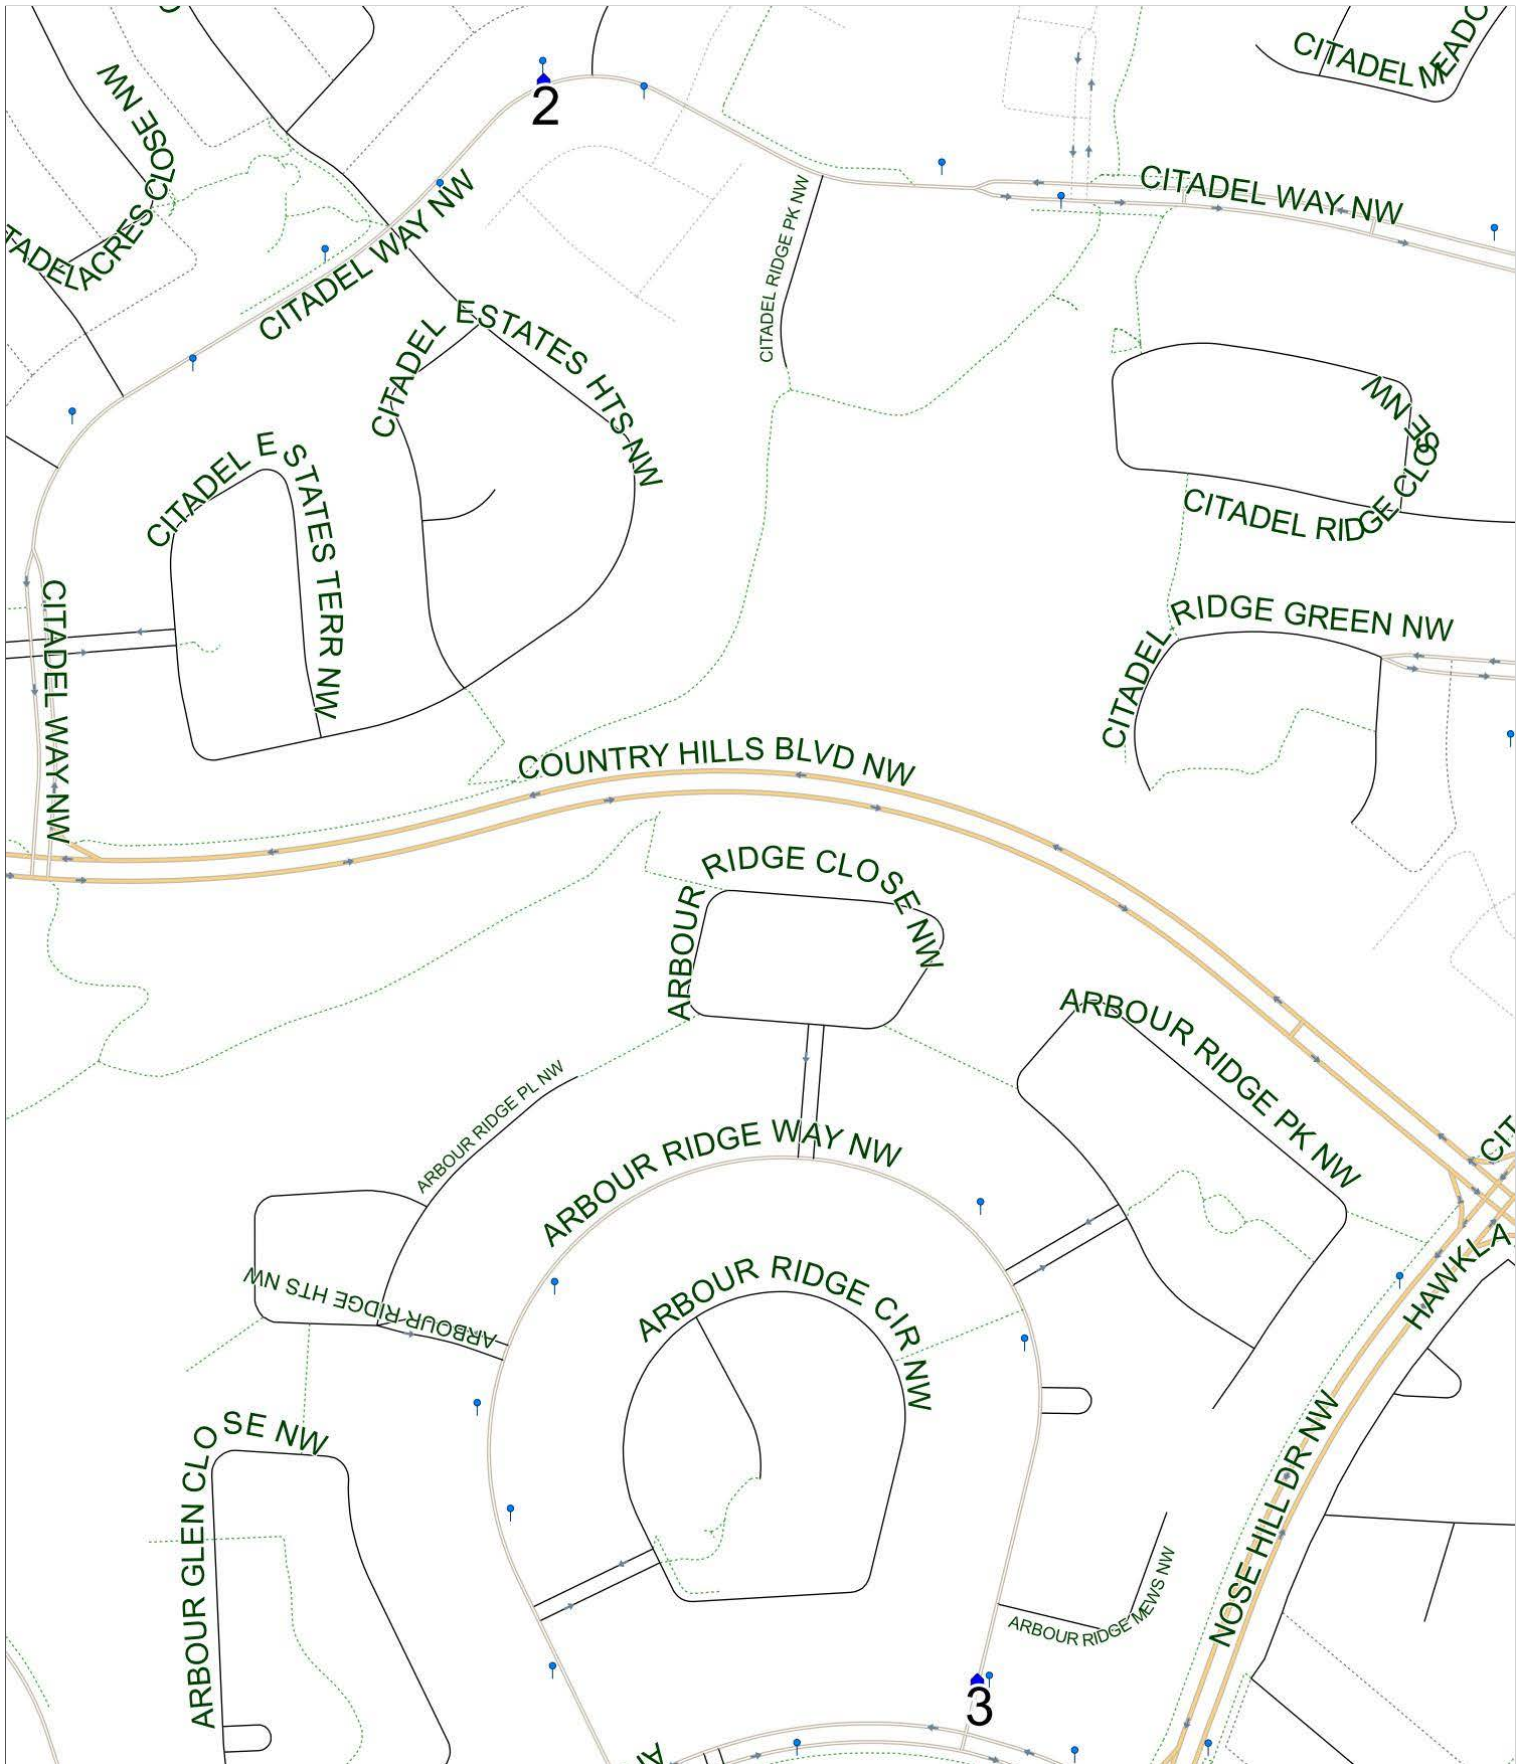 CITADEL MEADO
ACRES CLOSE NW
2
CITADEL WAY NW
CITADEL WAY NW
CITADEL RIDGE PK NW
CITADEL WAY NW
CITADEL ESTATES HTS NW
CITADEL ESTATES TERR NW
CITADEL RIDGE CLOSE NW
CITADEL RIDGE GREEN NW
COUNTRY HILLS BLVD NW
ARBOUR RIDGE CLOSE NW
ARBOUR RIDGE PK NW
ARBOUR RIDGE PL NW
ARBOUR RIDGE WAY NW
CIT
HAWKLA
ARBOUR RIDGE HTS NW
ARBOUR RIDGE CIR NW
ARBOUR GLEN CLOSE NW
NOSE HILL DR NW
ARBOUR RIDGE MEWS NW
3